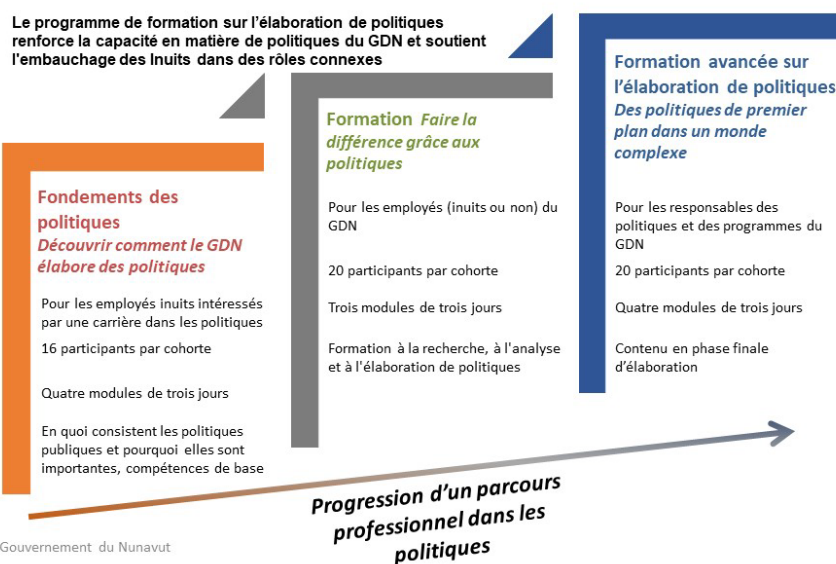 Le programme de formation sur l'élaboration de politiques
renforce la capacité en matière de politiques du GDN et soutient
l'embauchage des Inuits dans des rôles connexes
Fondements des
politiques
Découvrir comment le GDN
élabore des politiques
Pour les employés inuits intéressés
par une carrière dans les politiques
16 participants par cohorte
Quatre modules de trois jours
En quoi consistent les politiques
publiques et pourquoi elles sont
importantes, compétences de base
Formation Faire la
différence grâce aux
politiques
Pour les employés (inuits ou non) du
GDN
20 participants par cohorte
Trois modules de trois jours
Formation à la recherche, à l'analyse
et à l'élaboration de politiques
Formation avancée sur
l'élaboration de politiques
Des politiques de premier
plan dans un monde
complexe
Pour les responsables des
politiques et des programmes du
GDN
20 participants par cohorte
Quatre modules de trois jours
Contenu en phase finale
d'élaboration
Progression d'un parcours
professionnel dans les
politiques
Gouvernement du Nunavut